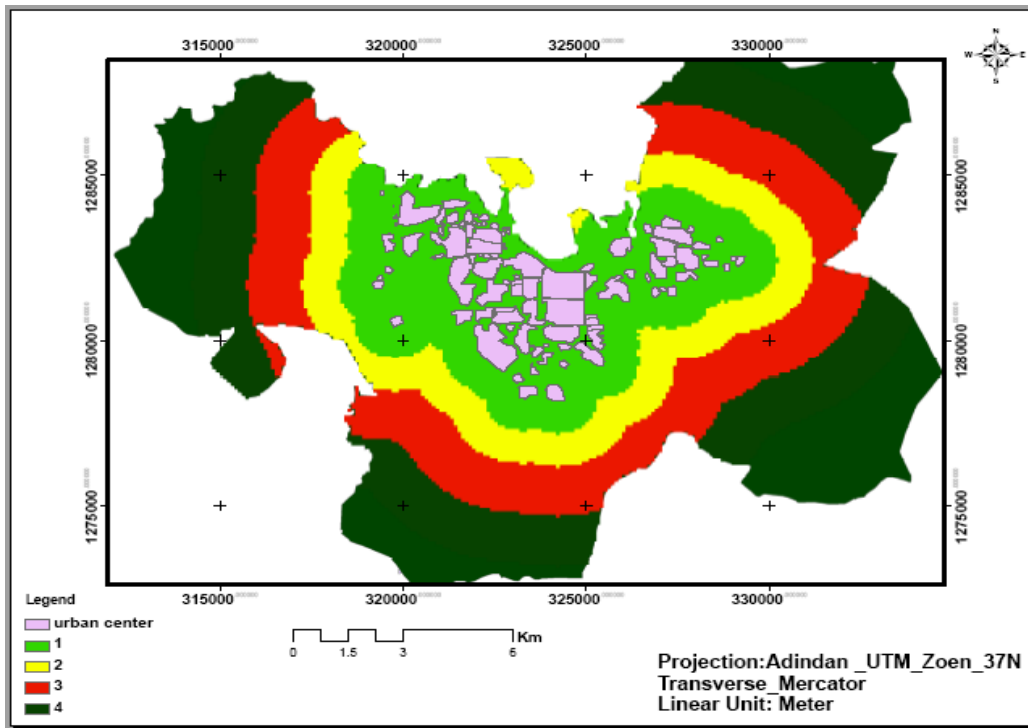 N
W E
S
315000 320000 325000 330000
1285000 1285000
1280000 1280000
1275000 1275000
315000 320000 325000 330000
Legend
urban center
1
2
3
4
Km
0 1.5 3 6
Projection:Adindan _UTM_Zoen_37N
Transverse_Mercator
Linear Unit: Meter